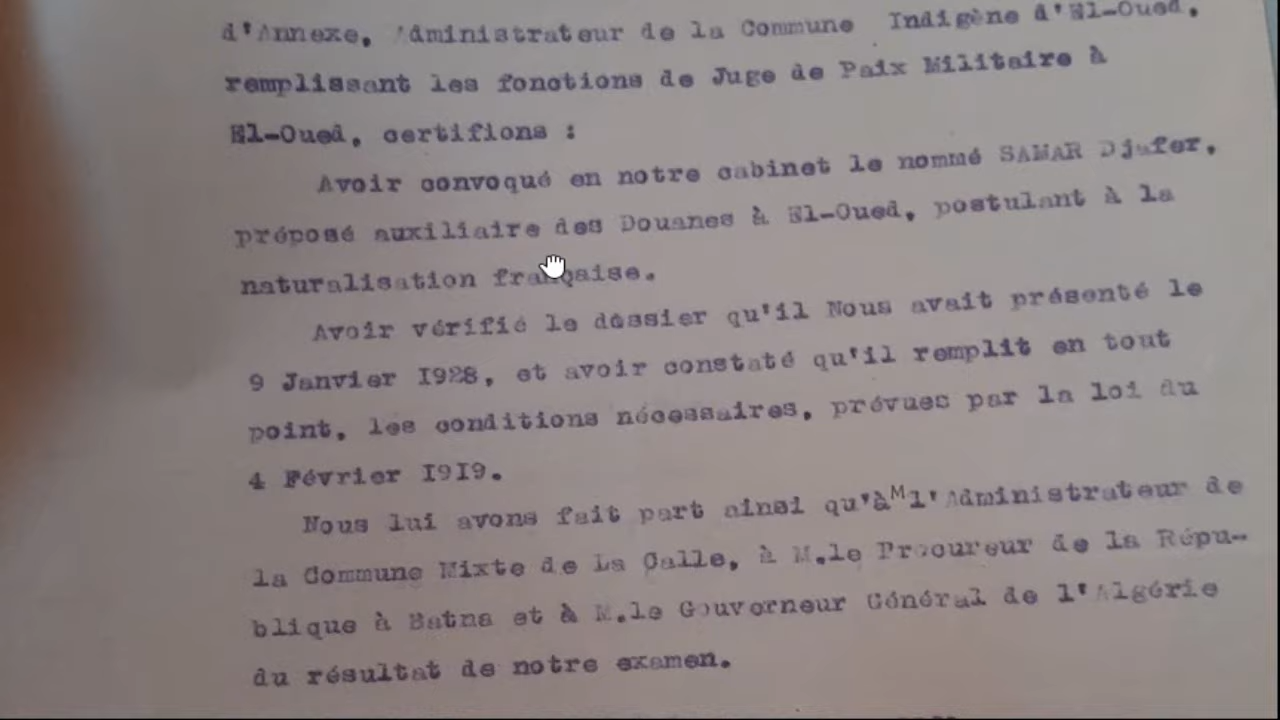 d'Annexe, Administrateur de la Commune Indigène d'El-Oued,
remplissant les fonctions de Juge de Paix Militaire à
El-Oued, certifions :
Avoir convoqué en notre cabinet le nommé SAMAR Djafer,
préposé auxiliaire des Douanes à El-Oued, postulant à la
naturalisation française.
Avoir vérifié le dossier qu'il Nous avait présenté le
9 Janvier 1928, et avoir constaté qu'il remplit en tout
point, les conditions nécessaires, prévues par la loi du
4 Février 1919.
Nous lui avons fait part ainsi qu'à M l'Administrateur de
la Commune Mixte de La Calle, à M.le Procureur de la Répu-
blique à Batna et à M.le Gouverneur Général de l'Algérie
du résultat de notre examen.